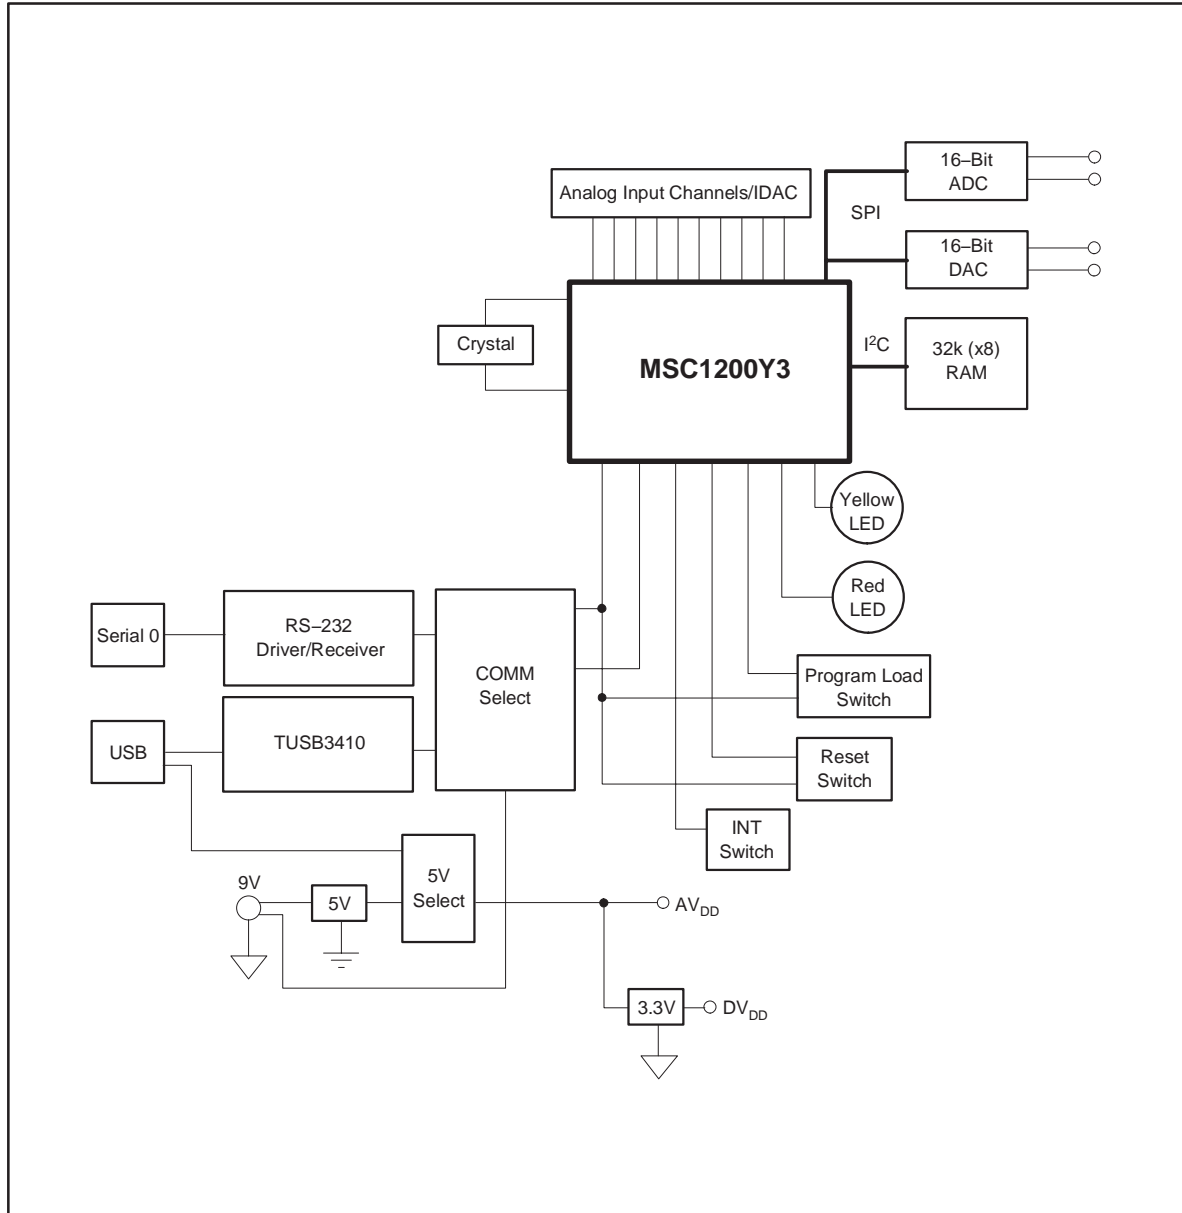 16–Bit
ADC
Analog Input Channels/IDAC
SPI
16–Bit
DAC
Crystal
MSC1200Y3
I²C
32k (x8)
RAM
Yellow
LED
Red
LED
Serial 0
RS–232
Driver/Receiver
COMM
Select
Program Load
Switch
USB
TUSB3410
Reset
Switch
INT
Switch
5V
Select
9V
5V
AVDD
3.3V
DVDD